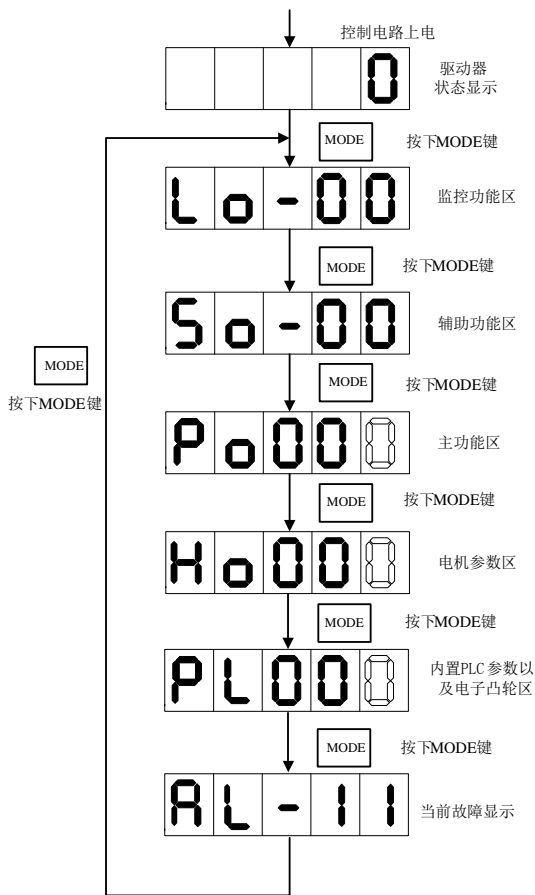 控制电路上电
0
驱动器
状态显示
MODE
按下MODE键
Lo-00
监控功能区
MODE
按下MODE键
So-00
辅助功能区
MODE
按下MODE键
MODE
按下MODE键
Po000
主功能区
MODE
按下MODE键
Ho000
电机参数区
MODE
按下MODE键
PL000
内置PLC参数以
及电子凸轮区
MODE
按下MODE键
AL-11
当前故障显示